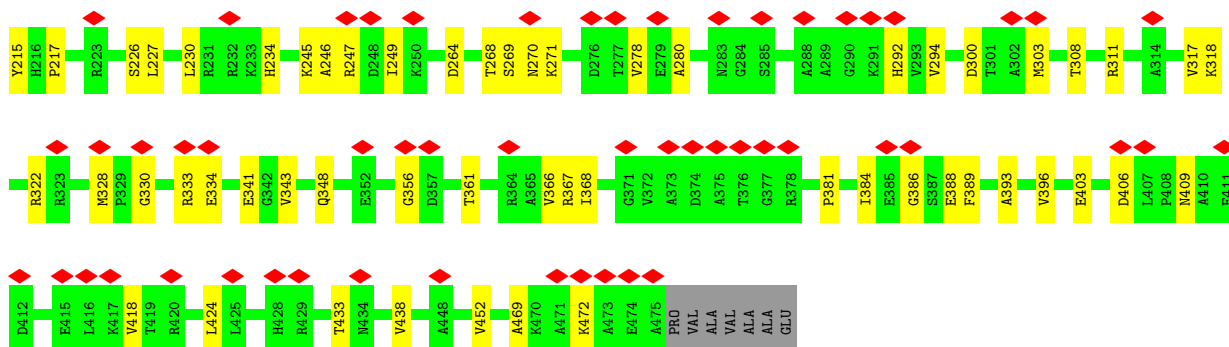 Y215 H216 P217 R223 S226 L227 L230 R231 R232 K233 H234 K245 A246 R247 D248 I249 K250 D264 T268 S269 N270 K271 D276 T277 V278 E279 A280 N283 G284 S285 A288 A289 G290 K291 H292 V293 V294 D300 T301 A302 M303 T308 R311 A314 V317 K318
R322 R323 M328 P329 G330 R333 E334 E341 G342 V343 Q348 E352 G356 D357 T361 R364 A365 V366 R367 I368 G371 V372 A373 D374 A375 T376 G377 R378 P381 I384 E385 G386 S387 E388 F389 A393 V396 E403 D406 L407 P408 N409 A410 E411
D412 E415 L416 K417 V418 T419 R420 L424 L425 H428 R429 T433 N434 V438 A448 V452 A469 K470 A471 K472 A473 E474 A475 PRO VAL ALA VAL ALA ALA GLU